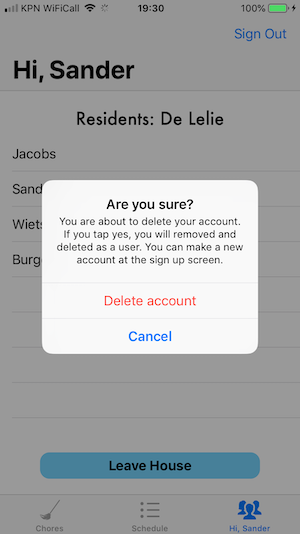 KPN WiFiCall 19:30 100%
Sign Out
Hi, Sander
Residents: De Lelie
Jacobs
Sand
Wiets
Burg
Are you sure?
You are about to delete your account.
If you tap yes, you will removed and
deleted as a user. You can make a new
account at the sign up screen.
Delete account
Cancel
Leave House
Chores Schedule Hi, Sander